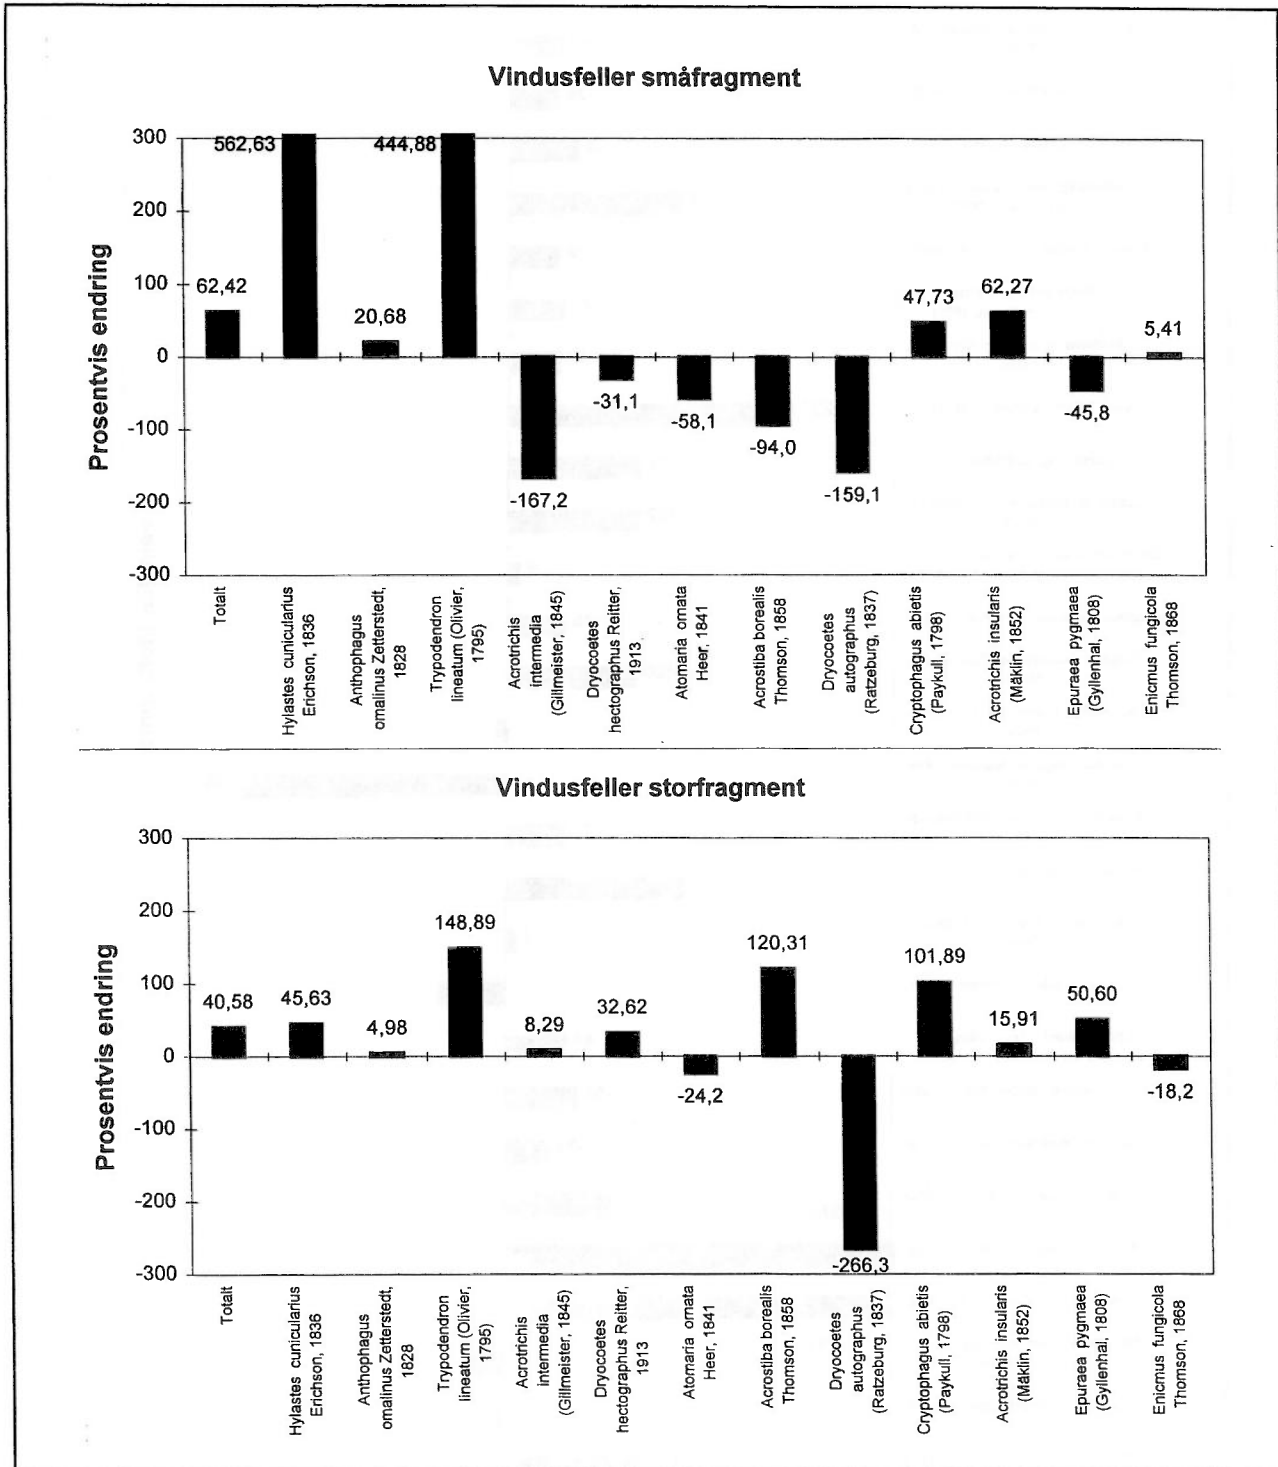 Vindusfeller småfragment
Prosentvis endring
300
200
100
0
-100
-200
-300
62,42
562,63
20,68
444,88
-167,2
-31,1
-58,1
-94,0
-159,1
47,73
62,27
-45,8
5,41
Totalt
Hylastes cunicularius
Erichson, 1836
Anthophagus
omalinus Zetterstedt,
1828
Trypodendron
lineatum (Olivier,
1795)
Acrotrichis
intermedia
(Gillmeister, 1845)
Dryocoetes
hectographus Reitter,
1913
Atomaria ornata
Heer, 1841
Acrostiba borealis
Thomson, 1858
Dryocoetes
autographus
(Ratzeburg, 1837)
Cryptophagus abietis
(Paykull, 1798)
Acrotrichis insularis
(Mäklin, 1852)
Epuraea pygmaea
(Gyllenhal, 1808)
Enicmus fungicola
Thomson, 1868
Vindusfeller storfragment
Prosentvis endring
300
200
100
0
-100
-200
-300
40,58
45,63
4,98
148,89
8,29
32,62
-24,2
120,31
-266,3
101,89
15,91
50,60
-18,2
Totalt
Hylastes cunicularius
Erichson, 1836
Anthophagus
omalinus Zetterstedt,
1828
Trypodendron
lineatum (Olivier,
1795)
Acrotrichis
intermedia
(Gillmeister, 1845)
Dryocoetes
hectographus Reitter,
1913
Atomaria ornata
Heer, 1841
Acrostiba borealis
Thomson, 1858
Dryocoetes
autographus
(Ratzeburg, 1837)
Cryptophagus abietis
(Paykull, 1798)
Acrotrichis insularis
(Mäklin, 1852)
Epuraea pygmaea
(Gyllenhal, 1808)
Enicmus fungicola
Thomson, 1868